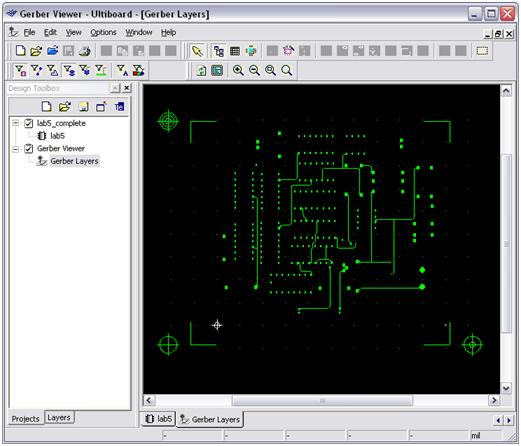 Gerber Viewer - Ultiboard - [Gerber Layers]
File Edit View Options Window Help
Design Toolbox
lab5_complete
lab5
Gerber Viewer
Gerber Layers
Projects Layers
lab5 Gerber Layers
- - - - - mil